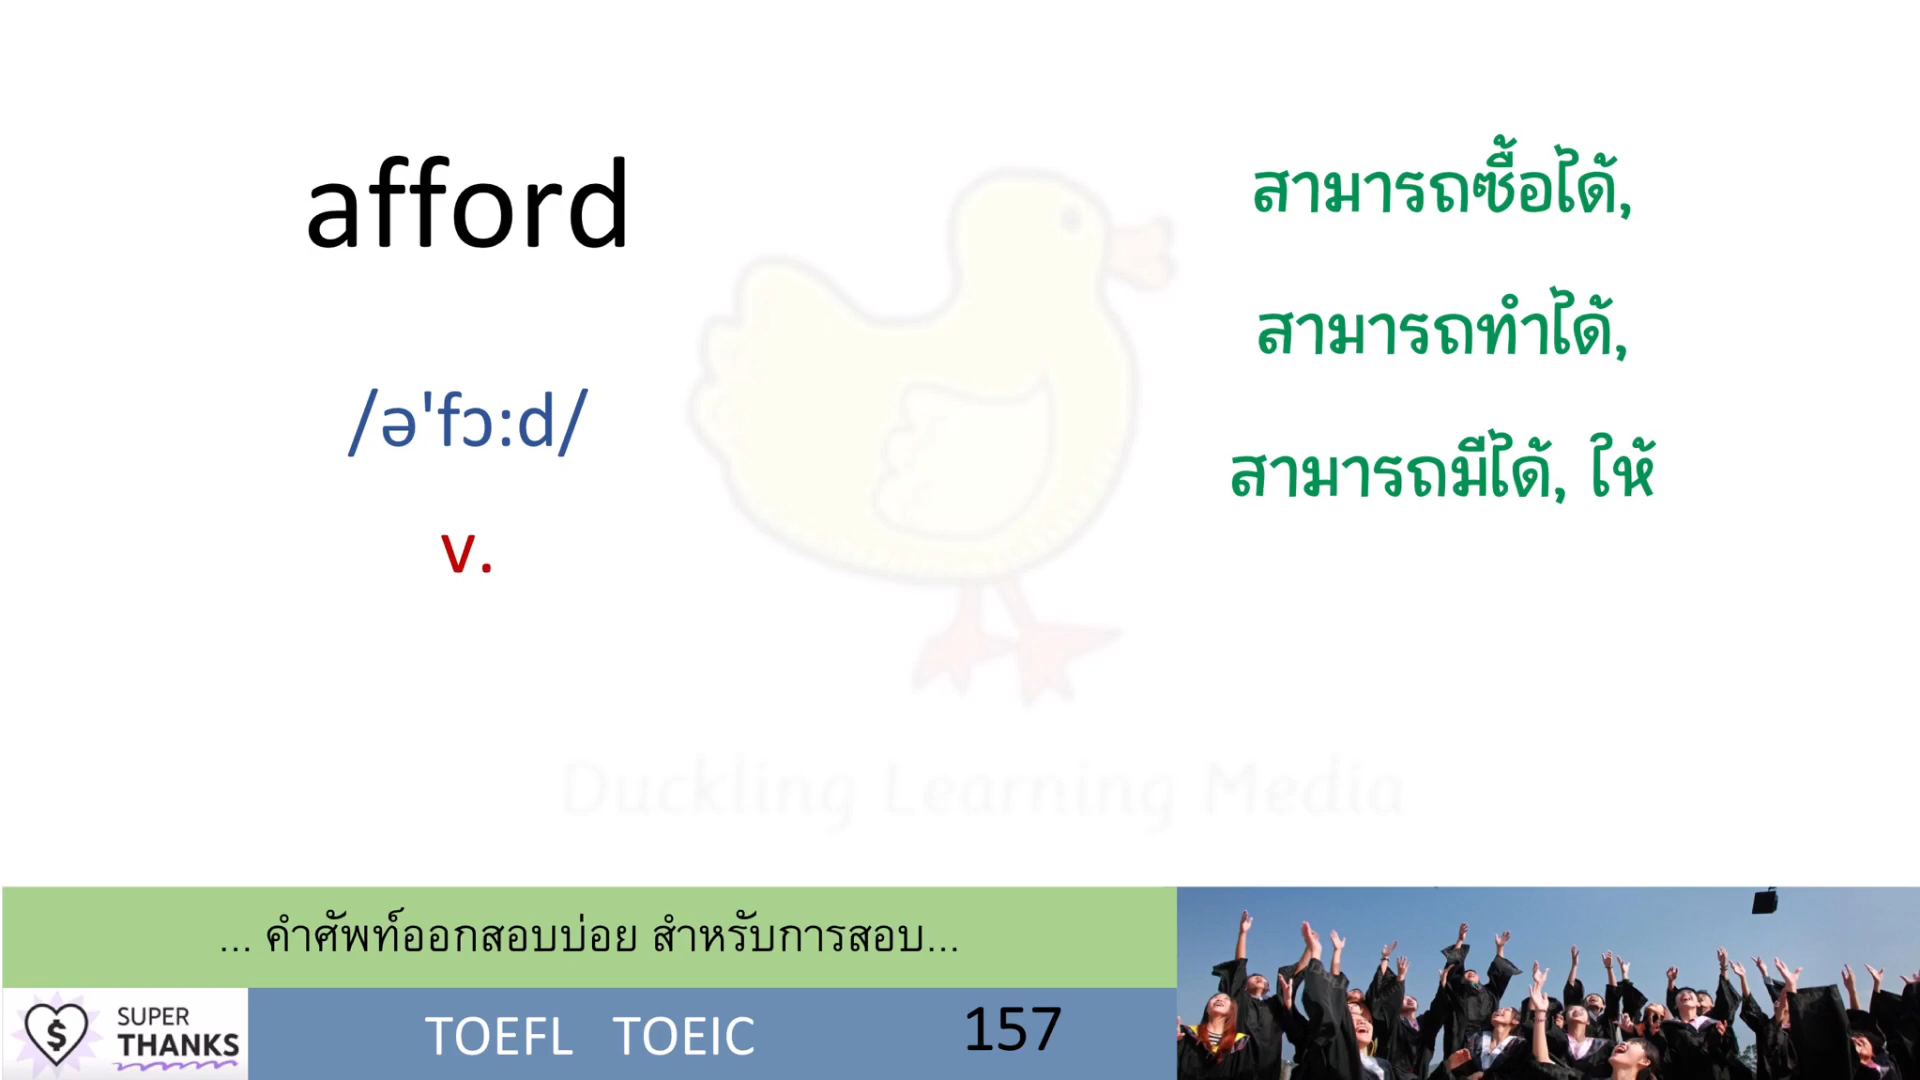 afford
/ə'fɔ:d/
v.
สามารถซื้อได้,
สามารถทำได้,
สามารถมีได้, ให้
Duckling Learning Media
... คำศัพท์ออกสอบบ่อย สำหรับการสอบ...
SUPER
THANKS
TOEFL TOEIC
157